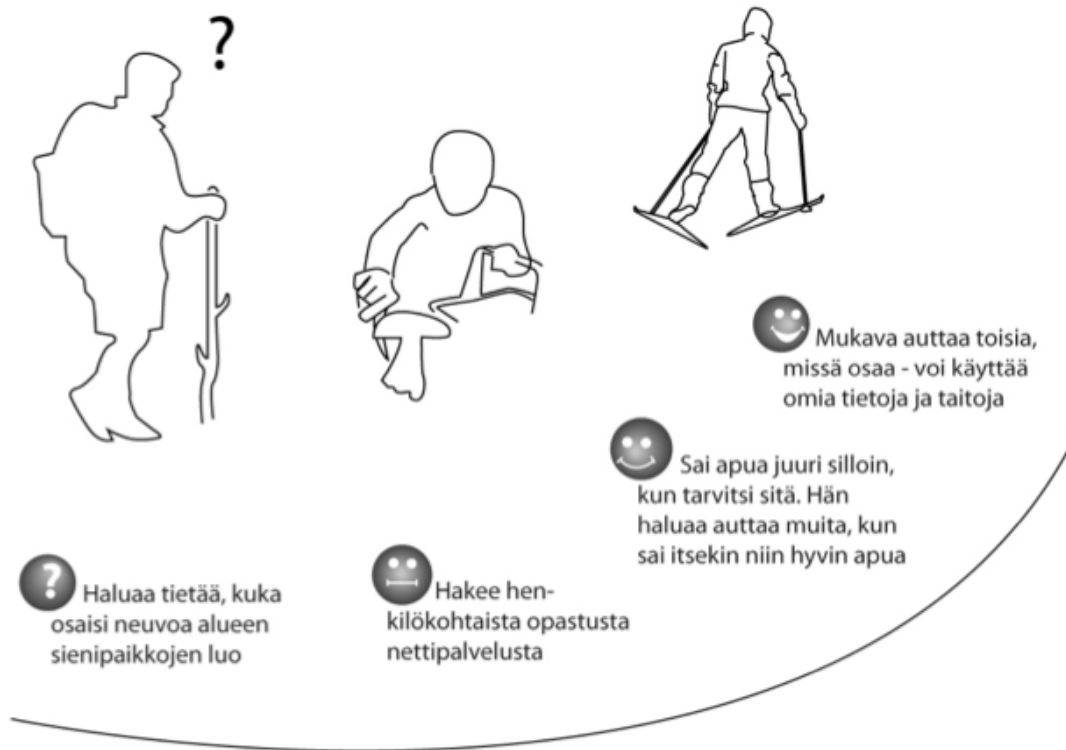 ?
Mukava auttaa toisia,
missä osaa - voi käyttää
omia tietoja ja taitoja
Sai apua juuri silloin,
kun tarvitsi sitä. Hän
haluaa auttaa muita, kun
sai itsekin niin hyvin apua
? Haluaa tietää, kuka
osaisi neuvoa alueen
sienipaikkojen luo
Hakee hen-
kilökohtaista opastusta
nettipalvelusta